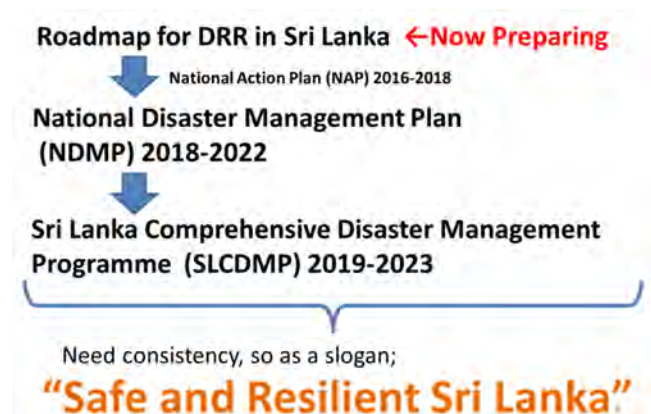 Roadmap for DRR in Sri Lanka ←Now Preparing
National Action Plan (NAP) 2016-2018
National Disaster Management Plan
(NDMP) 2018-2022
Sri Lanka Comprehensive Disaster Management
Programme (SLCDMP) 2019-2023
Need consistency, so as a slogan;
“Safe and Resilient Sri Lanka”